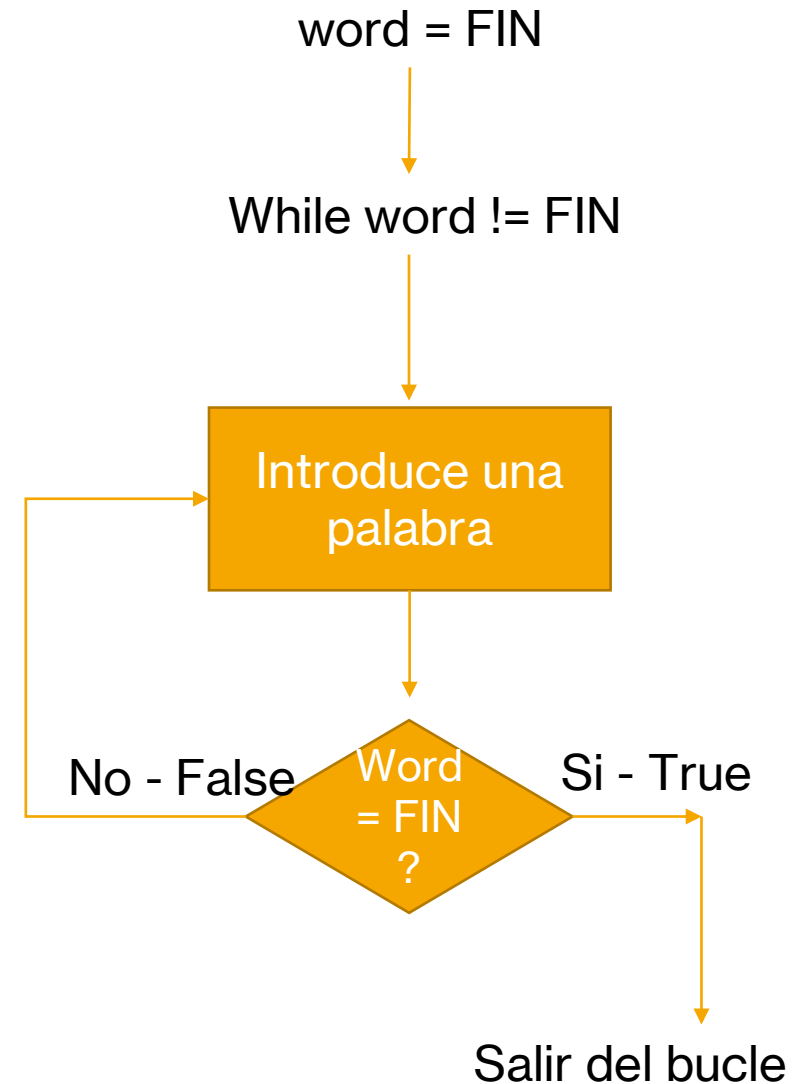 word = FIN
While word != FIN
Introduce una
palabra
No - False
Word
= FIN
?
Si - True
Salir del bucle